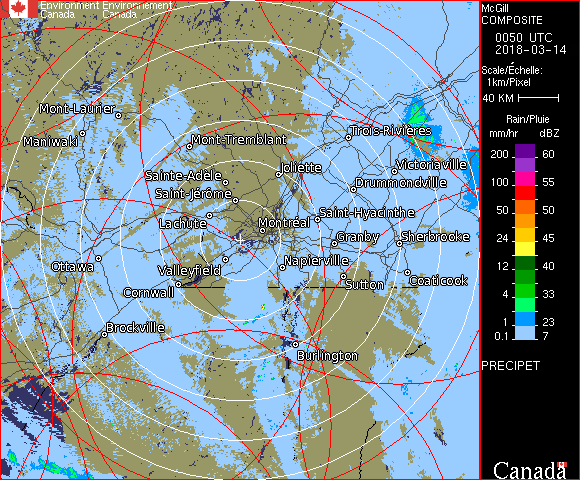 Environment Environnement
Canada Canada
McGill
COMPOSITE
0050 UTC
2018-03-14
Scale/Échelle:
1km/Pixel
40 KM
Rain/Pluie
mm/hr dBZ
200 60
100 55
50 50
24 45
12 40
4 33
1 23
0.1 7
PRECIPET
Canada
Mont-Laurier
Maniwaki
Mont-Tremblant
Trois-Rivières
Sainte-Adèle
Joliette
Victoriaville
Saint-Jérôme
Drummondville
Lachute
Montréal
Saint-Hyacinthe
Granby
Sherbrooke
Ottawa
Valleyfield
Napierville
Cornwall
Sutton
Coaticook
Brockville
Burlington